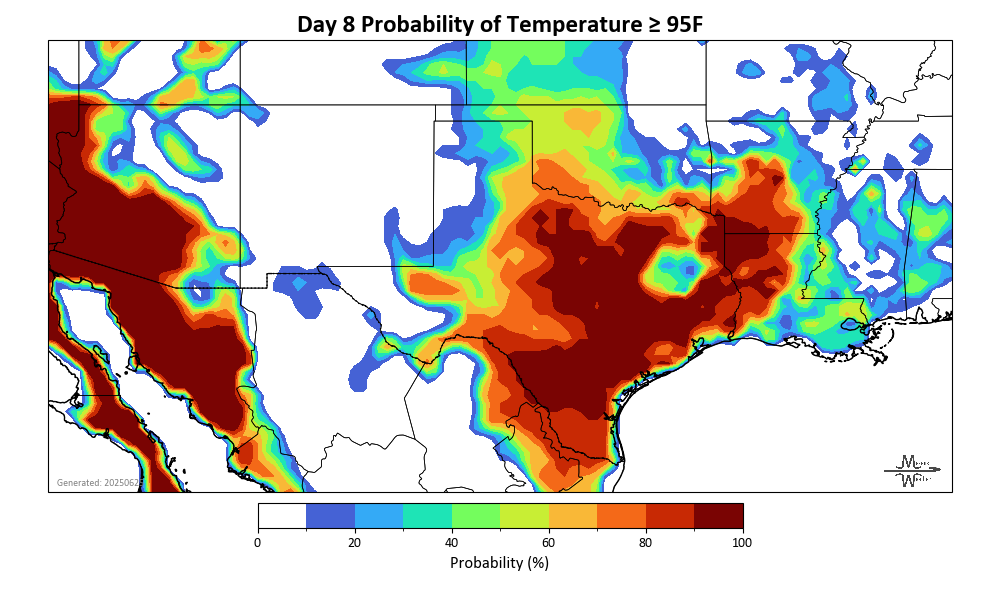 Day 8 Probability of Temperature ≥ 95F
Generated: 2025062
0 20 40 60 80 100
Probability (%)